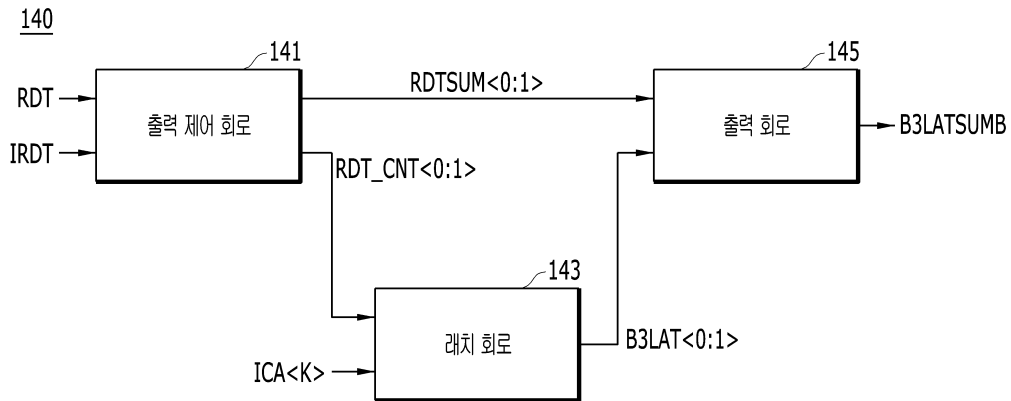 140
141
145
RDT
RDTSUM<0:1>
출력 제어 회로
출력 회로
B3LATSUMB
IRDT
RDT_CNT<0:1>
143
래치 회로
B3LAT<0:1>
ICA<K>